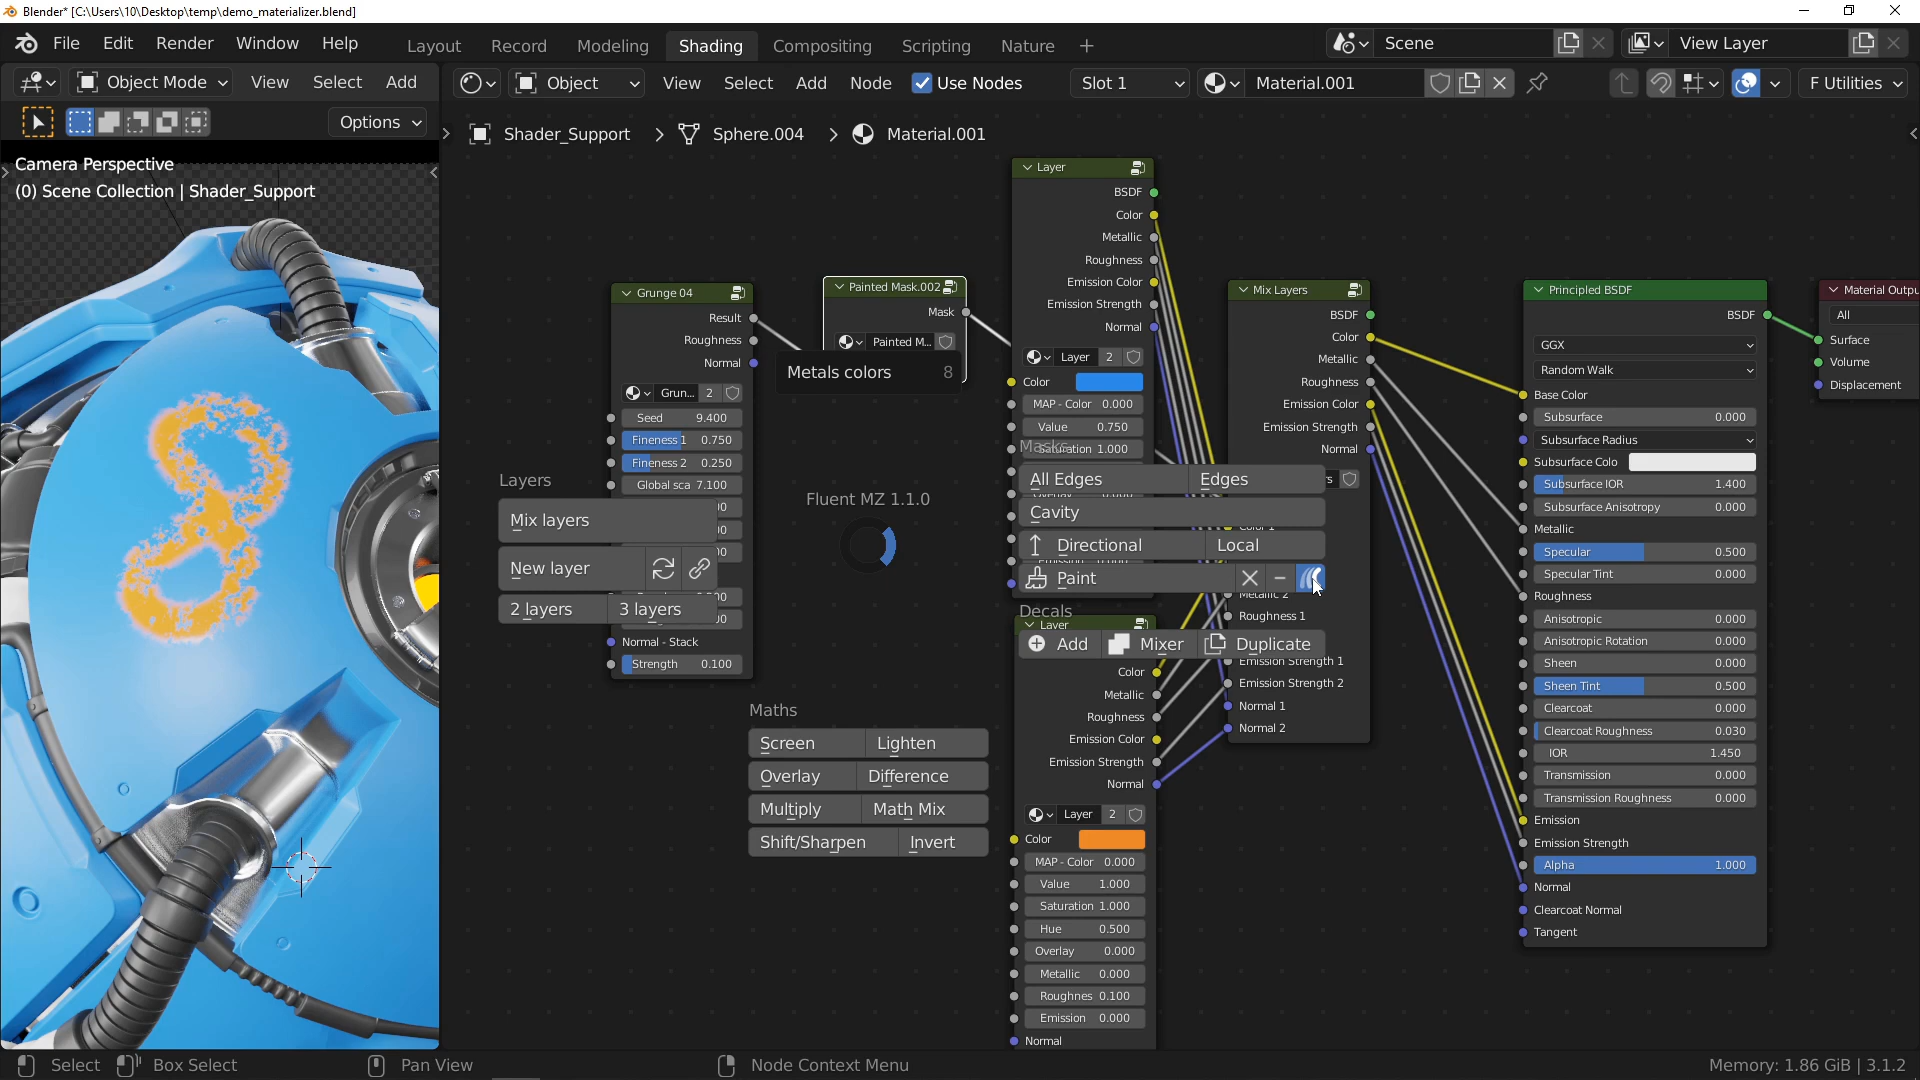 Blender* [C:\Users\10\Desktop\temp\demo_materializer.blend]
File Edit Render Window Help
Layout Record Modeling Shading Compositing Scripting Nature +
Scene
View Layer
Object Mode View Select Add
Object View Select Add Node Use Nodes
Slot 1
Material.001
F Utilities
Options
Shader_Support > Sphere.004 > Material.001
Camera Perspective
(0) Scene Collection | Shader_Support
8
Grunge 04
Result
Roughness
Normal
Grun... 2
Seed 9.400
Fineness 1 0.750
Fineness 2 0.250
Global sca 7.100
Normal - Stack
Strength 0.100
Painted Mask.002
Mask
Painted M...
Metals colors 8
Layer
BSDF
Color
Metallic
Roughness
Emission Color
Emission Strength
Normal
Layer 2
Color
MAP - Color 0.000
Value 0.750
Saturation 1.000
Layers
Mix layers
New layer
2 layers 3 layers
Fluent MZ 1.1.0
Masks
All Edges Edges
Cavity
Directional Local
Paint
Decals
Add Mixer Duplicate
Maths
Screen Lighten
Overlay Difference
Multiply Math Mix
Shift/Sharpen Invert
Layer
Color
Metallic
Roughness
Emission Color
Emission Strength
Normal
Layer 2
Color
MAP - Color 0.000
Value 1.000
Saturation 1.000
Hue 0.500
Overlay 0.000
Metallic 0.000
Roughnes 0.100
Emission 0.000
Normal
Mix Layers
BSDF
Color
Metallic
Roughness
Emission Color
Emission Strength
Normal
Metallic 2
Roughness 1
Emission Strength 1
Emission Strength 2
Normal 1
Normal 2
Principled BSDF
BSDF
GGX
Random Walk
Base Color
Subsurface 0.000
Subsurface Radius
Subsurface Colo
Subsurface IOR 1.400
Subsurface Anisotropy 0.000
Metallic
Specular 0.500
Specular Tint 0.000
Roughness
Anisotropic 0.000
Anisotropic Rotation 0.000
Sheen 0.000
Sheen Tint 0.500
Clearcoat 0.000
Clearcoat Roughness 0.030
IOR 1.450
Transmission 0.000
Transmission Roughness 0.000
Emission
Emission Strength
Alpha 1.000
Normal
Clearcoat Normal
Tangent
Material Outpu
All
Surface
Volume
Displacement
Select Box Select Pan View Node Context Menu
Memory: 1.86 GiB | 3.1.2